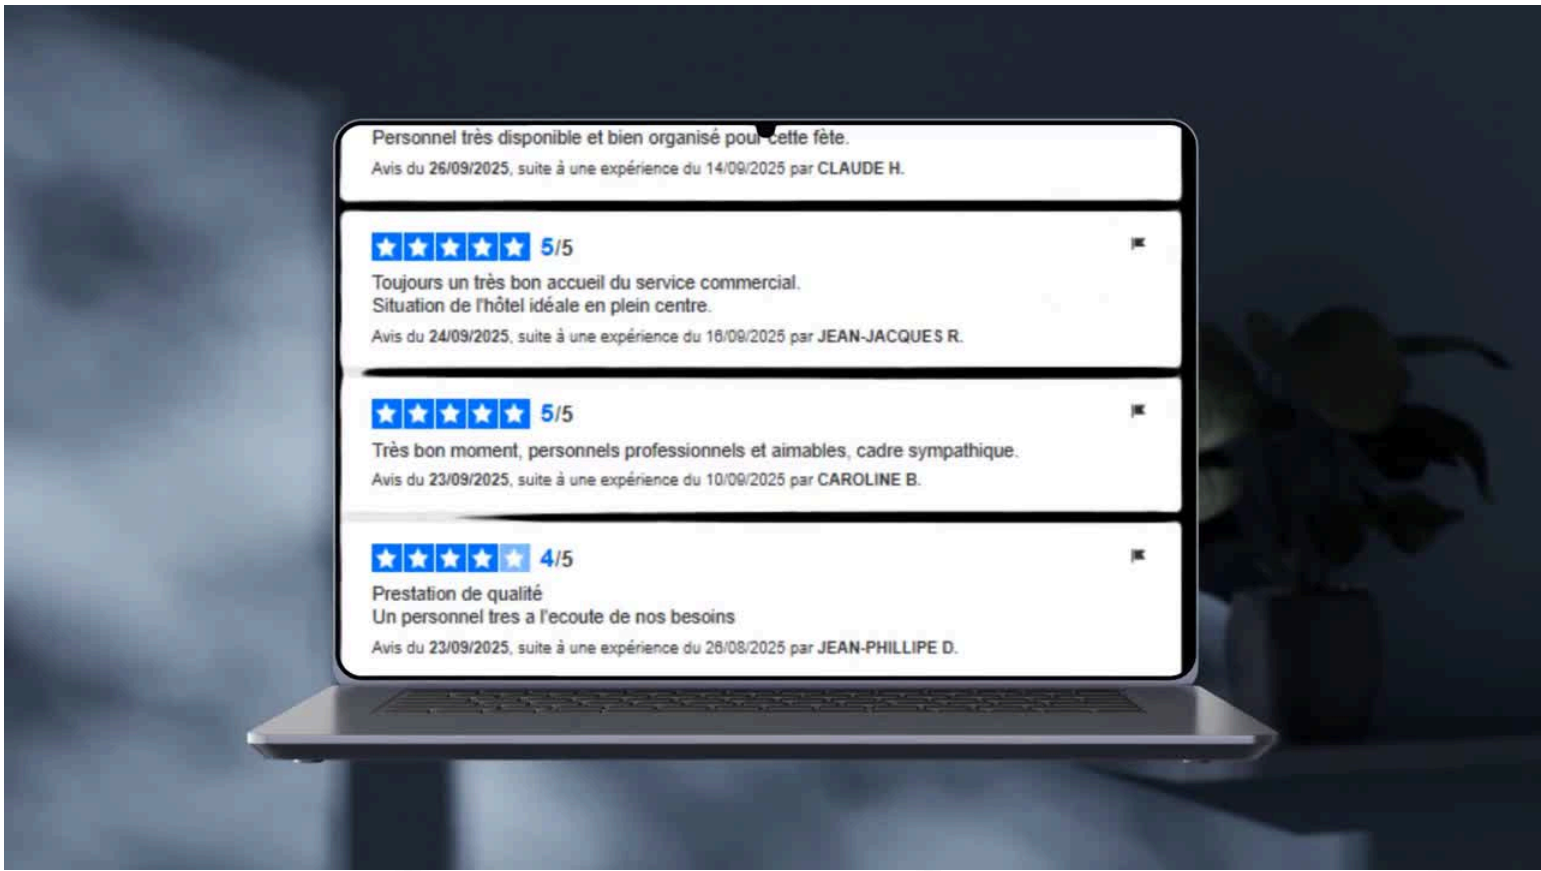 Personnel très disponible et bien organisé pour cette fète.
Avis du 26/09/2025, suite à une expérience du 14/09/2025 par CLAUDE H.
5/5
Toujours un très bon accueil du service commercial.
Situation de l'hôtel idéale en plein centre.
Avis du 24/09/2025, suite à une expérience du 16/09/2025 par JEAN-JACQUES R.
5/5
Très bon moment, personnels professionnels et aimables, cadre sympathique.
Avis du 23/09/2025, suite à une expérience du 10/09/2025 par CAROLINE B.
4/5
Prestation de qualité
Un personnel tres a l'ecoute de nos besoins
Avis du 23/09/2025, suite à une expérience du 26/08/2025 par JEAN-PHILLIPE D.